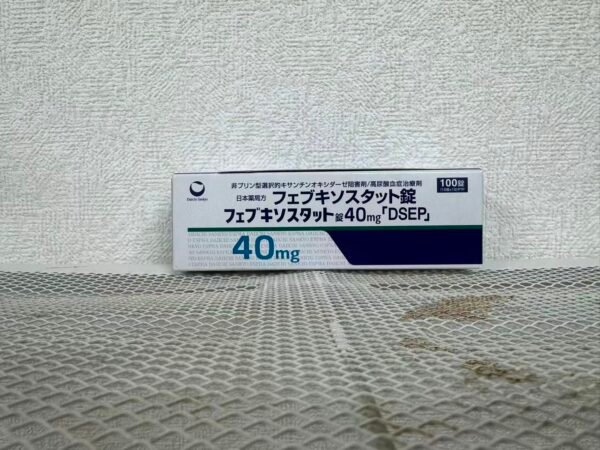 非プリン型選択的キサンチンオキシダーゼ阻害剤/高尿酸血症治療剤
100錠
日本薬局方 フェブキソスタット錠
フェブキソスタット錠40mg「DSEP」
40mg
Daiichi-Sankyo